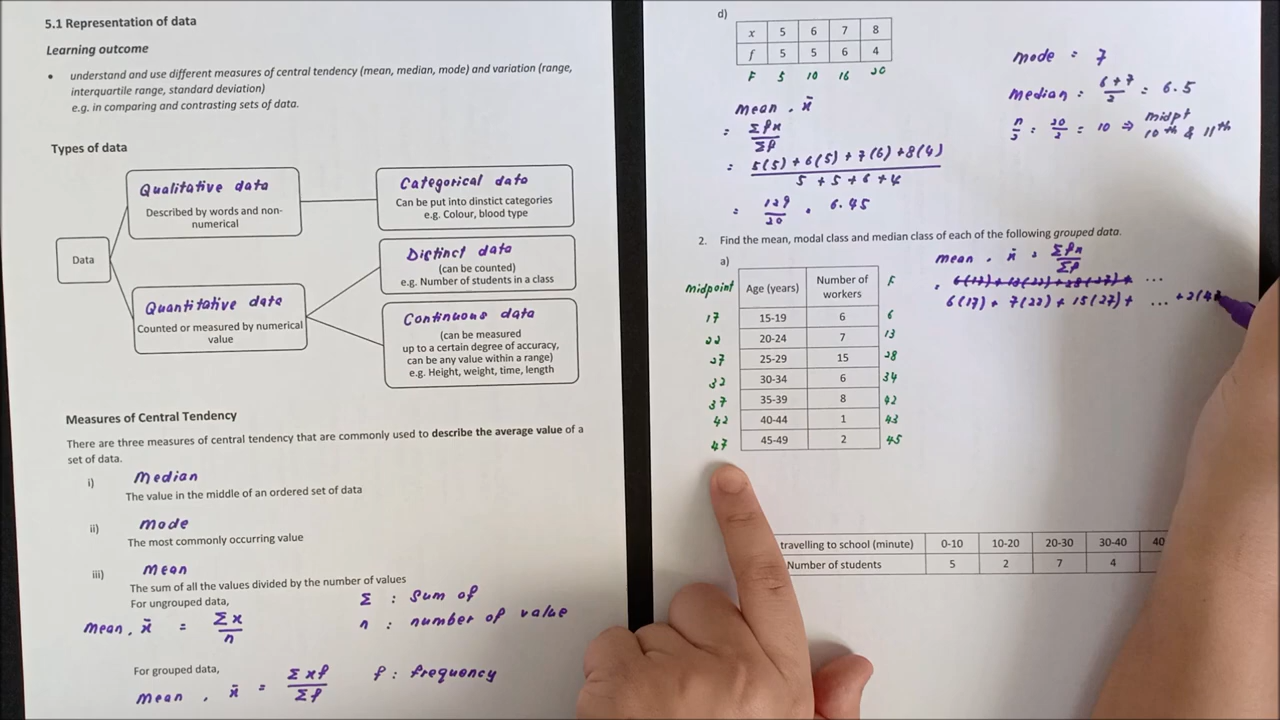 5.1 Representation of data
Learning outcome
• understand and use different measures of central tendency (mean, median, mode) and variation (range,
interquartile range, standard deviation)
e.g. in comparing and contrasting sets of data.
Types of data
Data
Qualitative data
Described by words and non-
numerical
Categorical data
Can be put into dinstict categories
e.g. Colour, blood type
Quantitative data
Counted or measured by numerical
value
Distinct data
(can be counted)
e.g. Number of students in a class
Continuous data
(can be measured
up to a certain degree of accuracy,
can be any value within a range)
e.g. Height, weight, time, length
Measures of Central Tendency
There are three measures of central tendency that are commonly used to describe the average value of a
set of data.
i) Median
The value in the middle of an ordered set of data
ii) mode
The most commonly occurring value
iii) mean
The sum of all the values divided by the number of values
For ungrouped data,
mean, x̄ = Σx/n
Σ : sum of
n : number of value
For grouped data,
mean, x̄ = Σxf/Σf
f : frequency
d)
x 5 6 7 8
f 5 5 6 4
F 5 10 16 20
mean, x̄
= Σfx/Σf
= 5(5) + 6(5) + 7(6) + 8(4) / 5 + 5 + 6 + 4
= 129/20 = 6.45
mode = 7
median = 6+7/2 = 6.5
n/2 = 20/2 = 10 ⇒ midpt 10th & 11th
2. Find the mean, modal class and median class of each of the following grouped data.
a)
midpoint Age (years) Number of workers F
17 15-19 6 6
22 20-24 7 13
27 25-29 15 28
32 30-34 6 34
37 35-39 8 42
42 40-44 1 43
47 45-49 2 45
mean, x̄ = Σfx/Σf
= 6(17) + 13(22) + 28(27) + ...
6(17) + 7(22) + 15(27) + ... + 2(4
travelling to school (minute) 0-10 10-20 20-30 30-40 40
Number of students 5 2 7 4